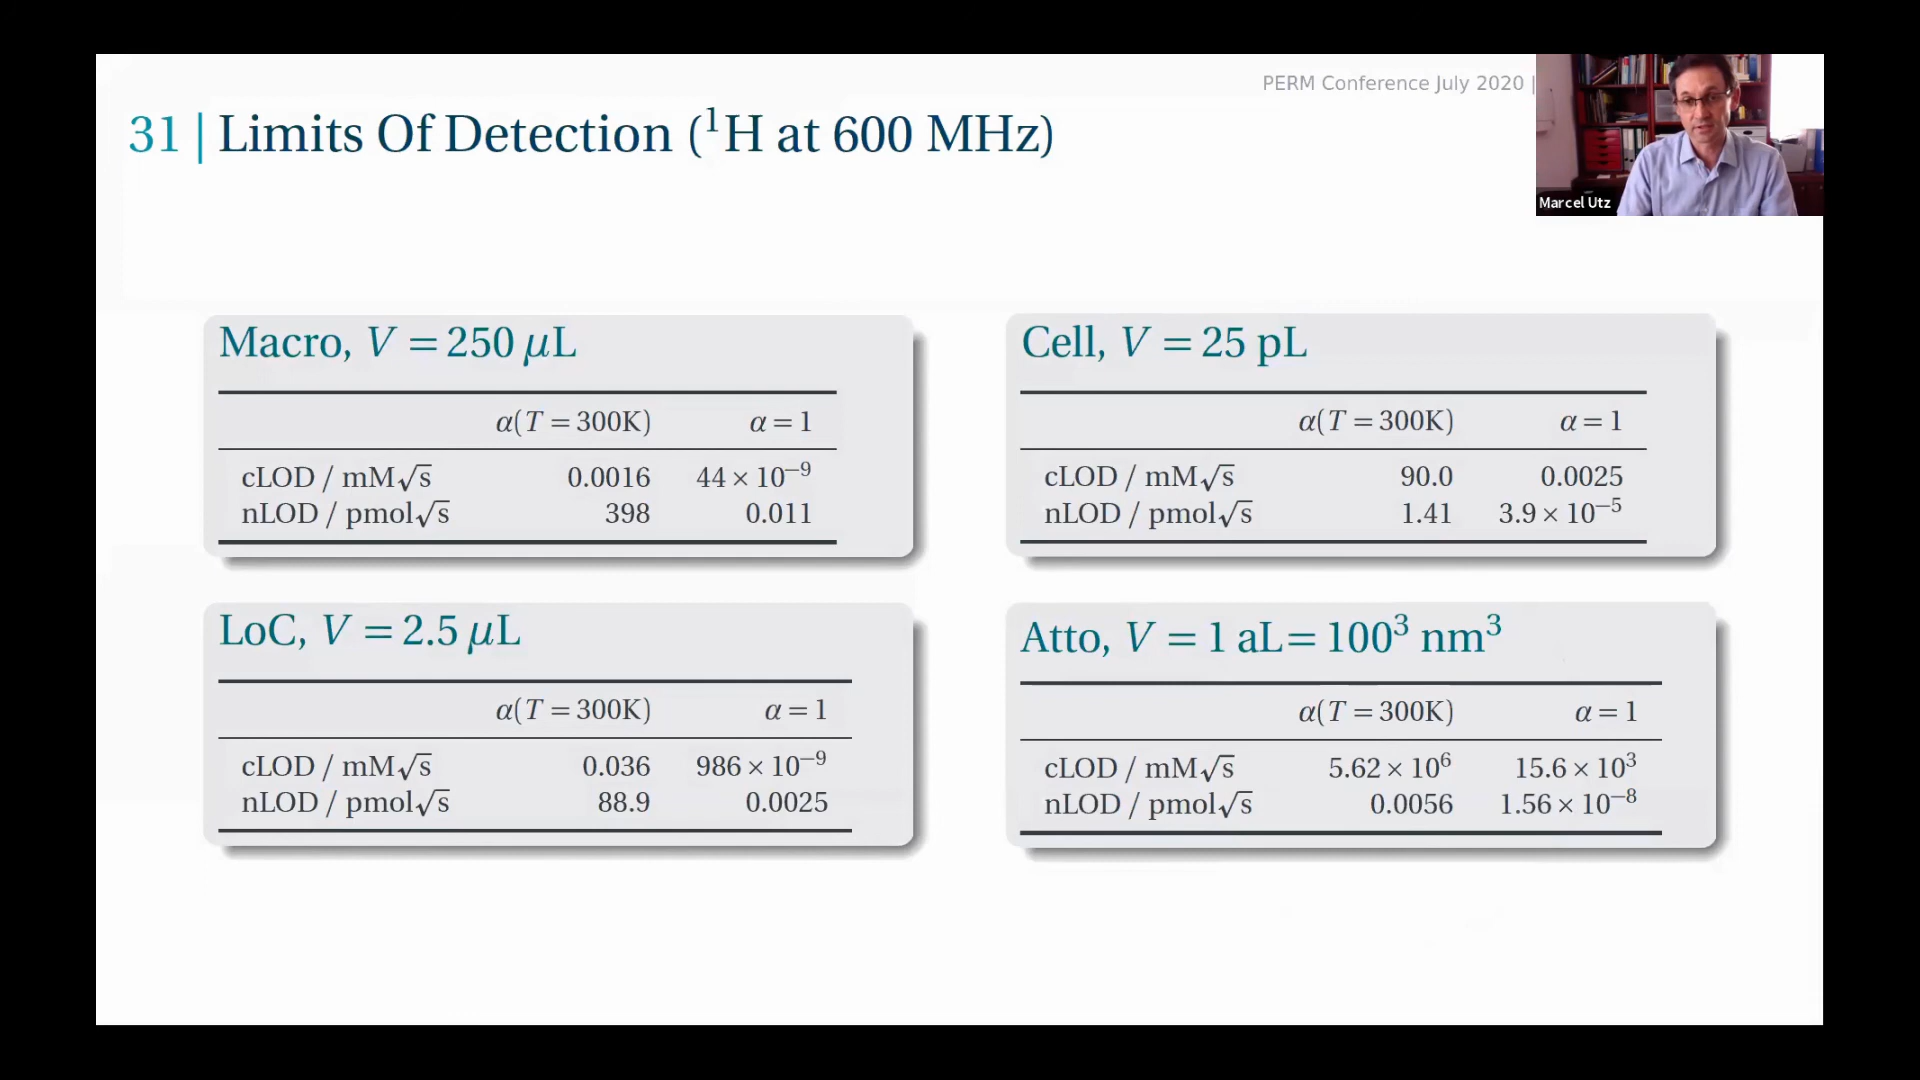 PERM Conference July 2020 |
31 | Limits Of Detection (¹H at 600 MHz)
Marcel Utz
Macro, V = 250 μL
α(T = 300K) α = 1
cLOD / mM√s 0.0016 44 × 10⁻⁹
nLOD / pmol√s 398 0.011
Cell, V = 25 pL
α(T = 300K) α = 1
cLOD / mM√s 90.0 0.0025
nLOD / pmol√s 1.41 3.9 × 10⁻⁵
LoC, V = 2.5 μL
α(T = 300K) α = 1
cLOD / mM√s 0.036 986 × 10⁻⁹
nLOD / pmol√s 88.9 0.0025
Atto, V = 1 aL= 100³ nm³
α(T = 300K) α = 1
cLOD / mM√s 5.62 × 10⁶ 15.6 × 10³
nLOD / pmol√s 0.0056 1.56 × 10⁻⁸